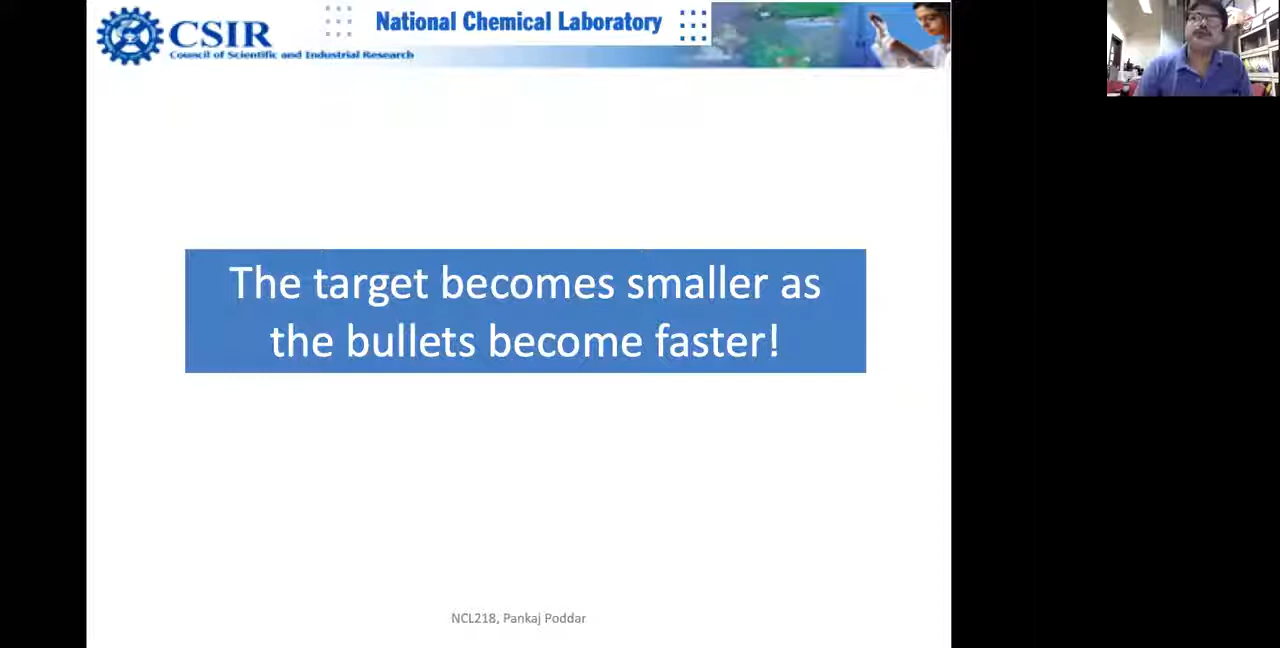 CSIR
Council of Scientific and Industrial Research
National Chemical Laboratory
The target becomes smaller as
the bullets become faster!
NCL218, Pankaj Poddar